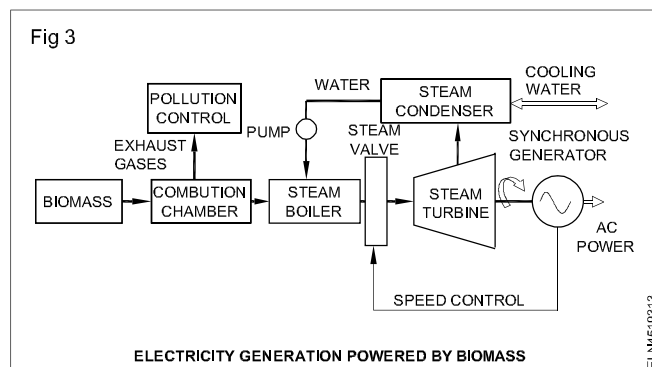 Fig 3
POLLUTION
CONTROL
EXHAUST
GASES
BIOMASS
COMBUTION
CHAMBER
WATER
PUMP
STEAM
BOILER
STEAM
VALVE
STEAM
CONDENSER
COOLING
WATER
STEAM
TURBINE
SYNCHRONOUS
GENERATOR
AC
POWER
SPEED CONTROL
ELECTRICITY GENERATION POWERED BY BIOMASS